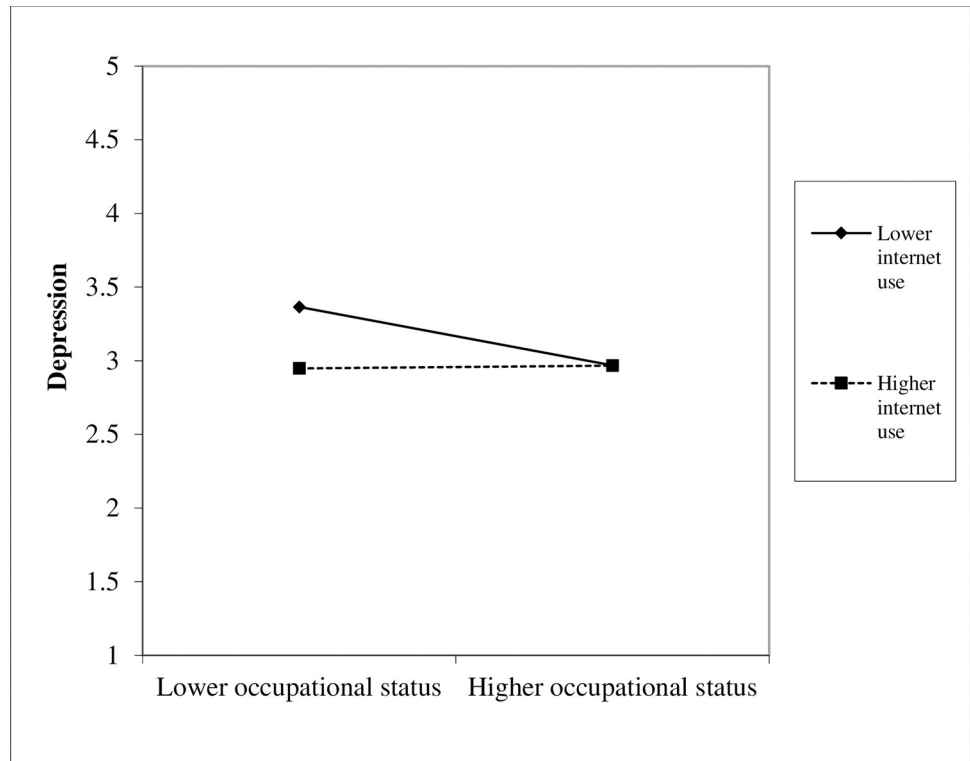 5
4.5
4
3.5
3
2.5
2
1.5
1
Depression
Lower occupational status
Higher occupational status
Lower
internet
use
Higher
internet
use